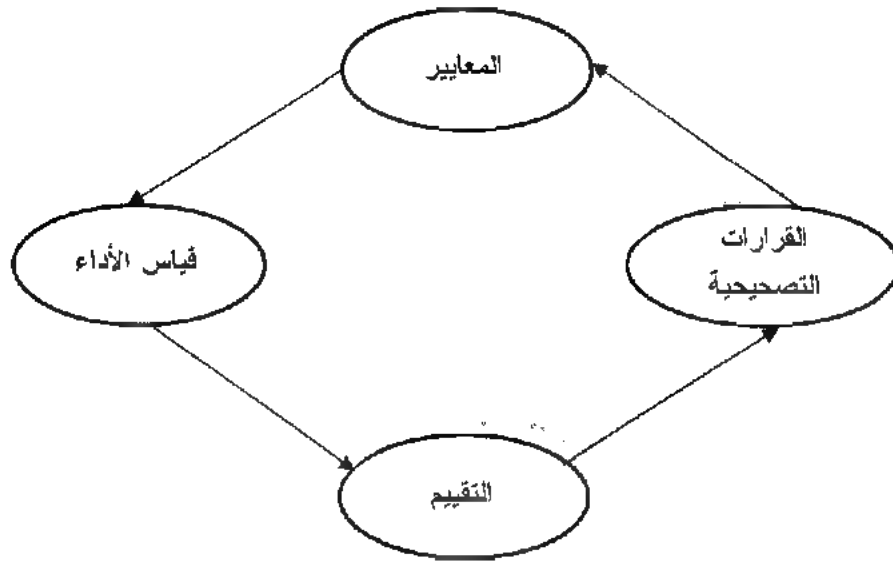 المعايير
القرارات
التصحيحية
قياس الأداء
التقييم